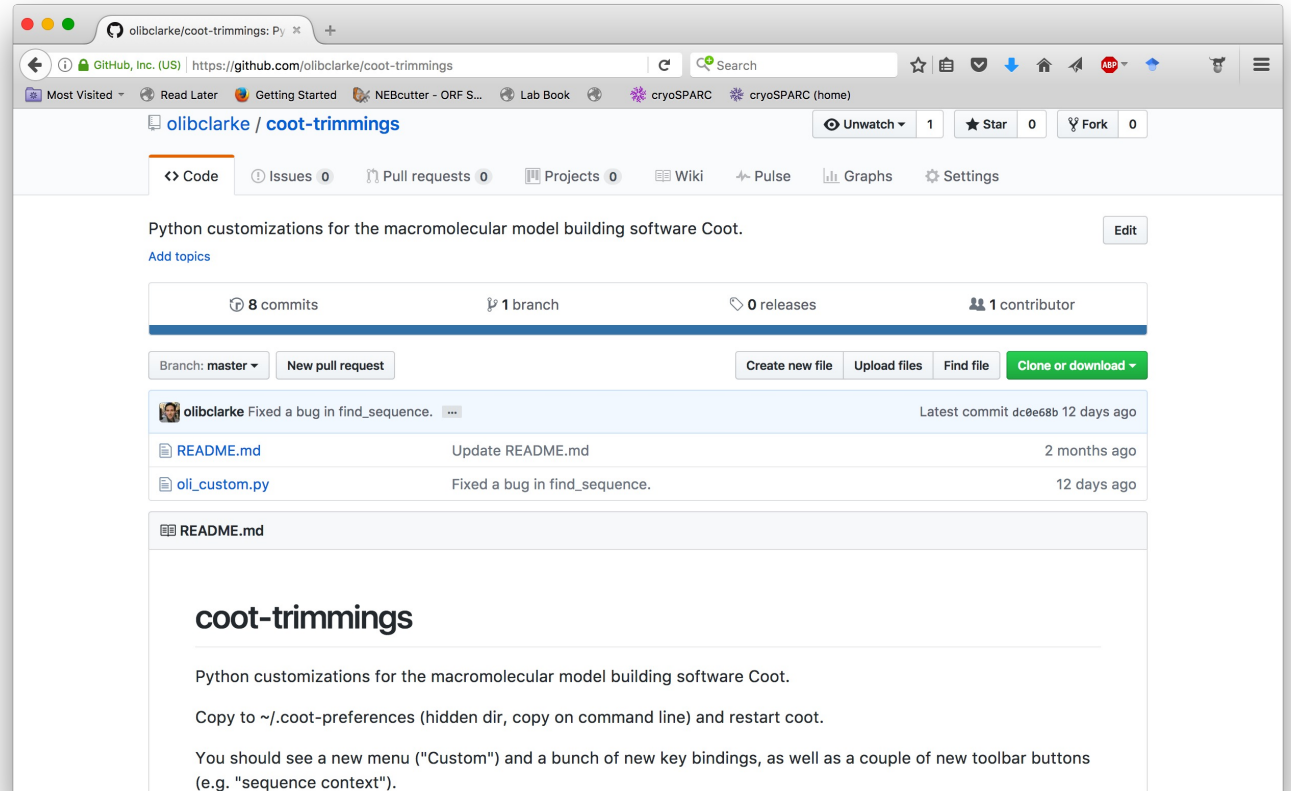 olibclarke/coot-trimmings: Py
GitHub, Inc. (US) https://github.com/olibclarke/coot-trimmings Search ABP
Most Visited Read Later Getting Started NEBcutter - ORF S... Lab Book cryoSPARC cryoSPARC (home)
olibclarke / coot-trimmings Unwatch 1 Star 0 Fork 0
Code Issues 0 Pull requests 0 Projects 0 Wiki Pulse Graphs Settings
Python customizations for the macromolecular model building software Coot. Edit
Add topics
8 commits 1 branch 0 releases 1 contributor
Branch: master New pull request Create new file Upload files Find file Clone or download
olibclarke Fixed a bug in find_sequence. ... Latest commit dc0e68b 12 days ago
README.md Update README.md 2 months ago
oli_custom.py Fixed a bug in find_sequence. 12 days ago
README.md
coot-trimmings
Python customizations for the macromolecular model building software Coot.
Copy to ~/.coot-preferences (hidden dir, copy on command line) and restart coot.
You should see a new menu ("Custom") and a bunch of new key bindings, as well as a couple of new toolbar buttons
(e.g. "sequence context").